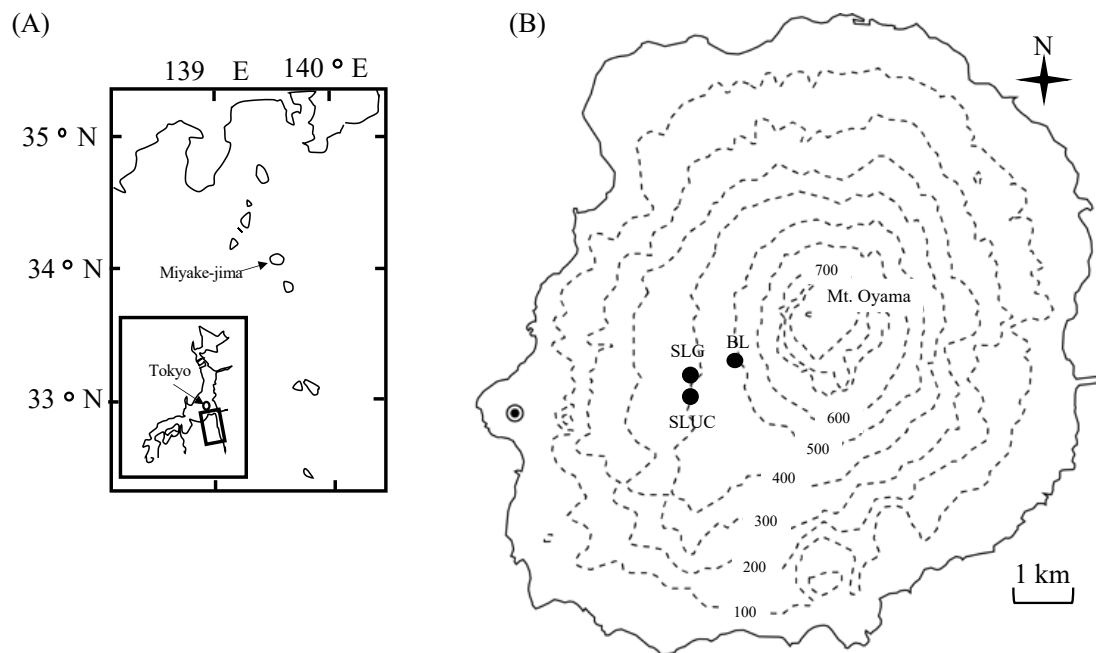 (A)
139 E 140 ° E
35 ° N
34 ° N
Miyake-jima
Tokyo
33 ° N
(B)
N
700
Mt. Oyama
SLG
BL
SLUC
600
500
400
300
200
100
1 km